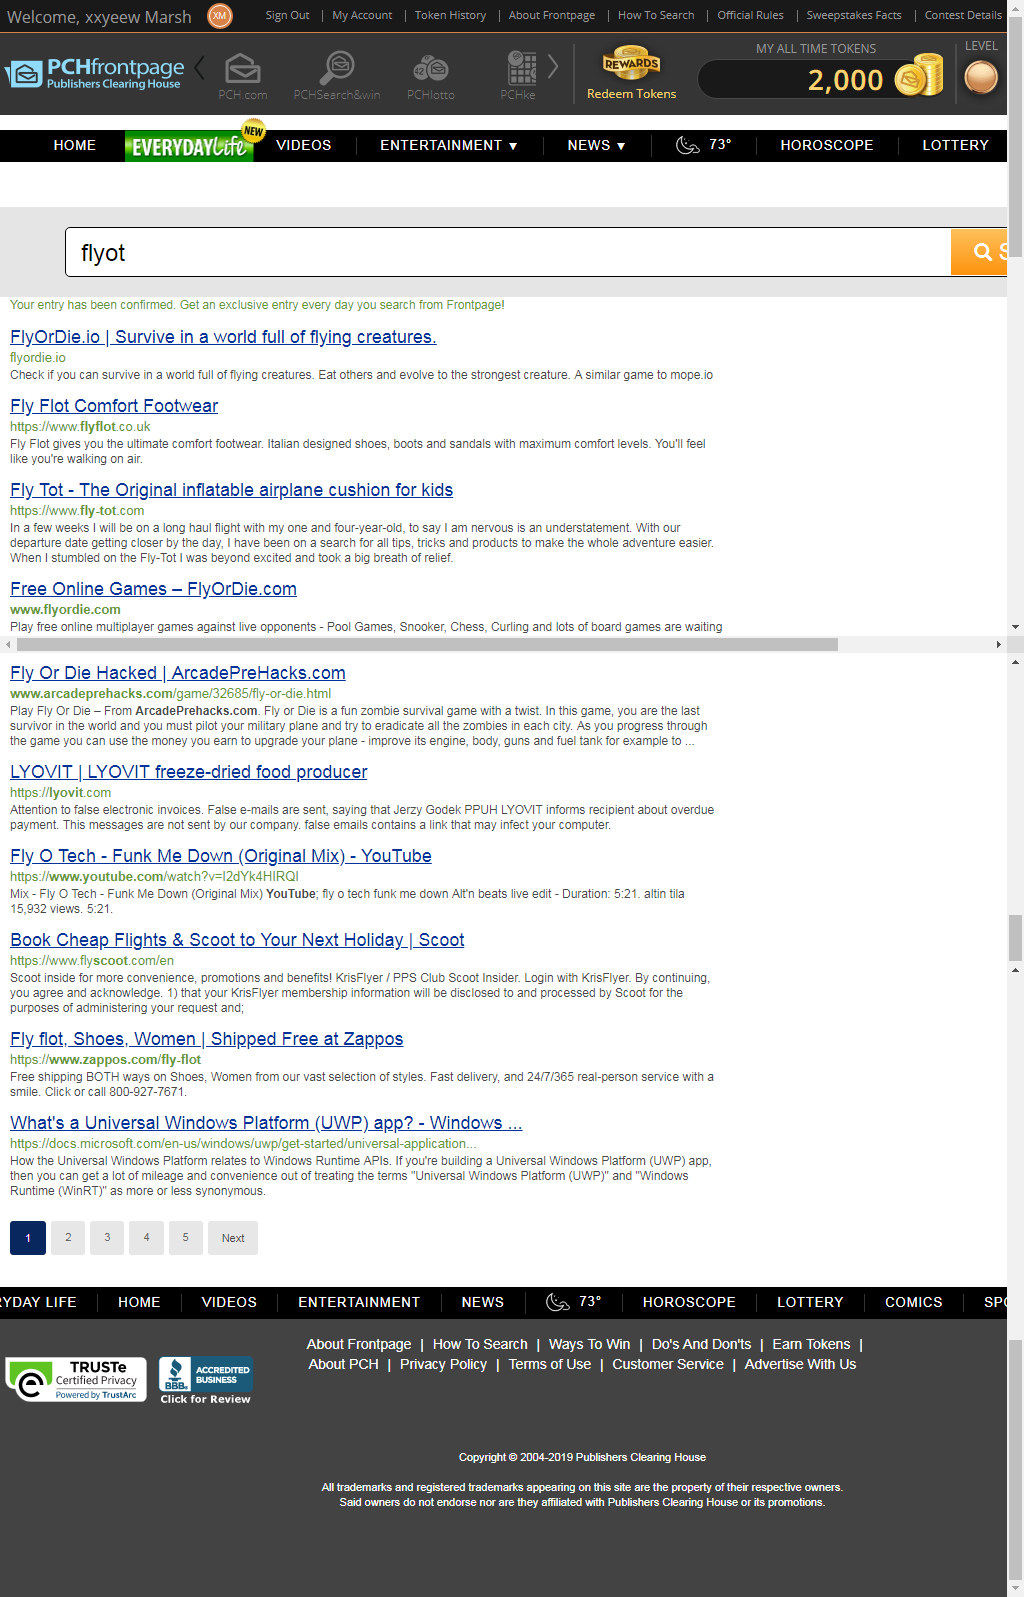 Welcome, xxyeew Marsh XM Sign Out | My Account | Token History | About Frontpage | How To Search | Official Rules | Sweepstakes Facts | Contest Details
PCHfrontpage
Publishers Clearing House
PCH.com PCHSearch&win PCHlotto PCHke
REWARDS
Redeem Tokens
MY ALL TIME TOKENS
2,000
LEVEL
HOME EVERYDAY Life NEW VIDEOS ENTERTAINMENT ▼ NEWS ▼ 73° HOROSCOPE LOTTERY
flyot S
Your entry has been confirmed. Get an exclusive entry every day you search from Frontpage!
FlyOrDie.io | Survive in a world full of flying creatures.
flyordie.io
Check if you can survive in a world full of flying creatures. Eat others and evolve to the strongest creature. A similar game to mope.io
Fly Flot Comfort Footwear
https://www.flyflot.co.uk
Fly Flot gives you the ultimate comfort footwear. Italian designed shoes, boots and sandals with maximum comfort levels. You'll feel
like you're walking on air.
Fly Tot - The Original inflatable airplane cushion for kids
https://www.fly-tot.com
In a few weeks I will be on a long haul flight with my one and four-year-old, to say I am nervous is an understatement. With our
departure date getting closer by the day, I have been on a search for all tips, tricks and products to make the whole adventure easier.
When I stumbled on the Fly-Tot I was beyond excited and took a big breath of relief.
Free Online Games – FlyOrDie.com
www.flyordie.com
Play free online multiplayer games against live opponents - Pool Games, Snooker, Chess, Curling and lots of board games are waiting
Fly Or Die Hacked | ArcadePreHacks.com
www.arcadeprehacks.com/game/32685/fly-or-die.html
Play Fly Or Die – From ArcadePrehacks.com. Fly or Die is a fun zombie survival game with a twist. In this game, you are the last
survivor in the world and you must pilot your military plane and try to eradicate all the zombies in each city. As you progress through
the game you can use the money you earn to upgrade your plane - improve its engine, body, guns and fuel tank for example to ...
LYOVIT | LYOVIT freeze-dried food producer
https://lyovit.com
Attention to false electronic invoices. False e-mails are sent, saying that Jerzy Godek PPUH LYOVIT informs recipient about overdue
payment. This messages are not sent by our company. false emails contains a link that may infect your computer.
Fly O Tech - Funk Me Down (Original Mix) - YouTube
https://www.youtube.com/watch?v=I2dYk4HIRQI
Mix - Fly O Tech - Funk Me Down (Original Mix) YouTube; fly o tech funk me down Alt'n beats live edit - Duration: 5:21. altin tila
15,932 views. 5:21.
Book Cheap Flights & Scoot to Your Next Holiday | Scoot
https://www.flyscoot.com/en
Scoot inside for more convenience, promotions and benefits! KrisFlyer / PPS Club Scoot Insider. Login with KrisFlyer. By continuing,
you agree and acknowledge. 1) that your KrisFlyer membership information will be disclosed to and processed by Scoot for the
purposes of administering your request and;
Fly flot, Shoes, Women | Shipped Free at Zappos
https://www.zappos.com/fly-flot
Free shipping BOTH ways on Shoes, Women from our vast selection of styles. Fast delivery, and 24/7/365 real-person service with a
smile. Click or call 800-927-7671.
What's a Universal Windows Platform (UWP) app? - Windows ...
https://docs.microsoft.com/en-us/windows/uwp/get-started/universal-application...
How the Universal Windows Platform relates to Windows Runtime APIs. If you're building a Universal Windows Platform (UWP) app,
then you can get a lot of mileage and convenience out of treating the terms "Universal Windows Platform (UWP)" and "Windows
Runtime (WinRT)" as more or less synonymous.
1 2 3 4 5 Next
RYDAY LIFE HOME VIDEOS ENTERTAINMENT NEWS 73° HOROSCOPE LOTTERY COMICS SPO
About Frontpage | How To Search | Ways To Win | Do's And Don'ts | Earn Tokens |
About PCH | Privacy Policy | Terms of Use | Customer Service | Advertise With Us
TRUSTe
Certified Privacy
Powered by TrustArc
BBB.
ACCREDITED
BUSINESS
Click for Review
Copyright © 2004-2019 Publishers Clearing House
All trademarks and registered trademarks appearing on this site are the property of their respective owners.
Said owners do not endorse nor are they affiliated with Publishers Clearing House or its promotions.